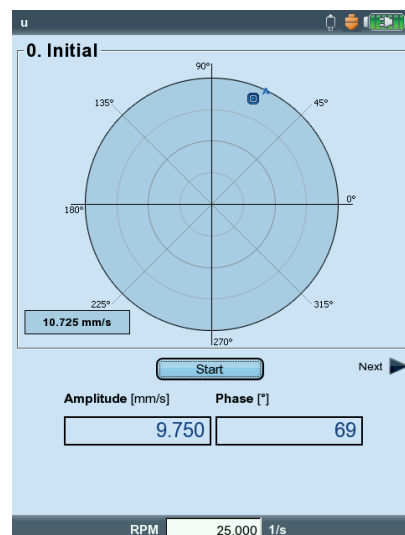 u
0. Initial
90°
135° 45°
A
180° 0°
225° 315°
10.725 mm/s
270°
Start Next
Amplitude [mm/s] Phase [°]
9.750 69
RPM 25.000 1/s